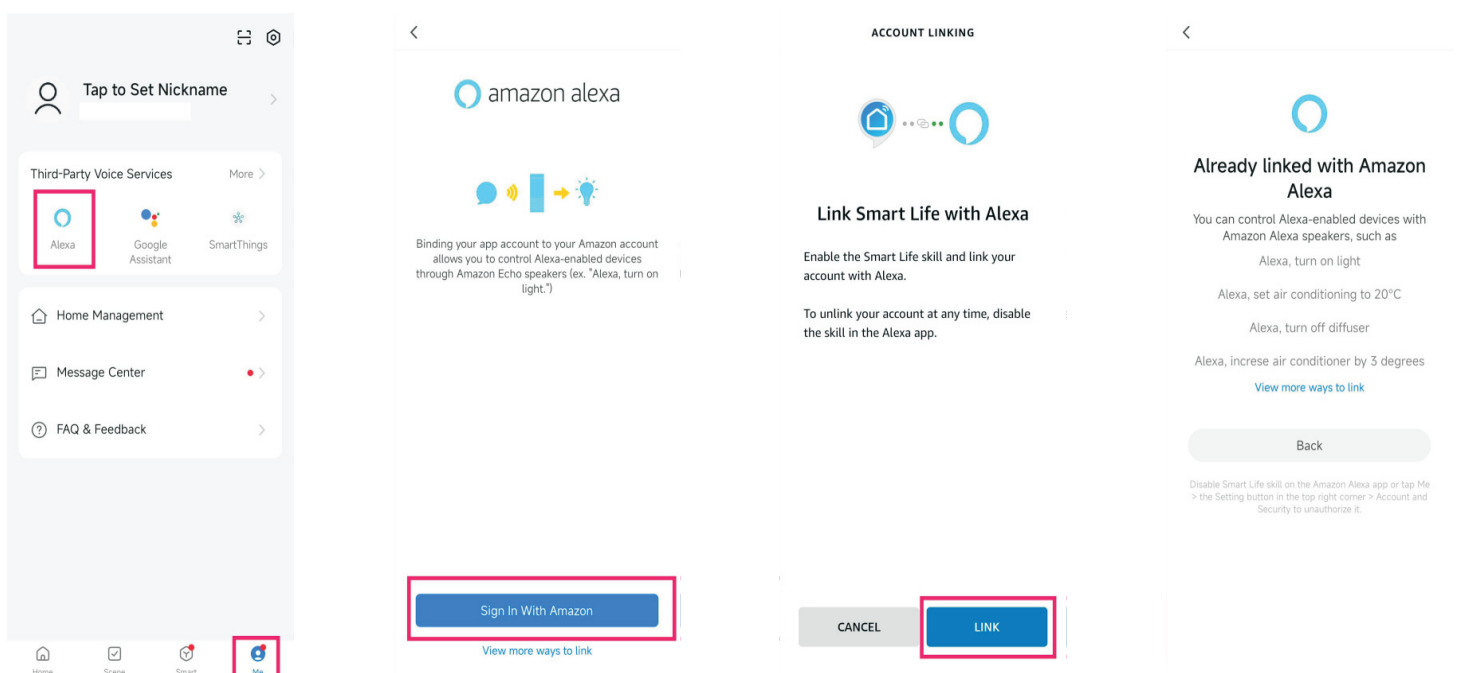 Tap to Set Nickname
Third-Party Voice Services
More
Alexa
Google
Assistant
SmartThings
Home Management
Message Center
FAQ & Feedback
Home
Scene
Smart
Me
amazon alexa
Binding your app account to your Amazon account
allows you to control Alexa-enabled devices
through Amazon Echo speakers (ex. "Alexa, turn on
light.")
Sign In With Amazon
View more ways to link
ACCOUNT LINKING
Link Smart Life with Alexa
Enable the Smart Life skill and link your
account with Alexa.
To unlink your account at any time, disable
the skill in the Alexa app.
CANCEL
LINK
Already linked with Amazon
Alexa
You can control Alexa-enabled devices with
Amazon Alexa speakers, such as
Alexa, turn on light
Alexa, set air conditioning to 20°C
Alexa, turn off diffuser
Alexa, increse air conditioner by 3 degrees
View more ways to link
Back
Disable Smart Life skill on the Amazon Alexa app or tap Me
> the Setting button in the top right corner > Account and
Security to unauthorize it.